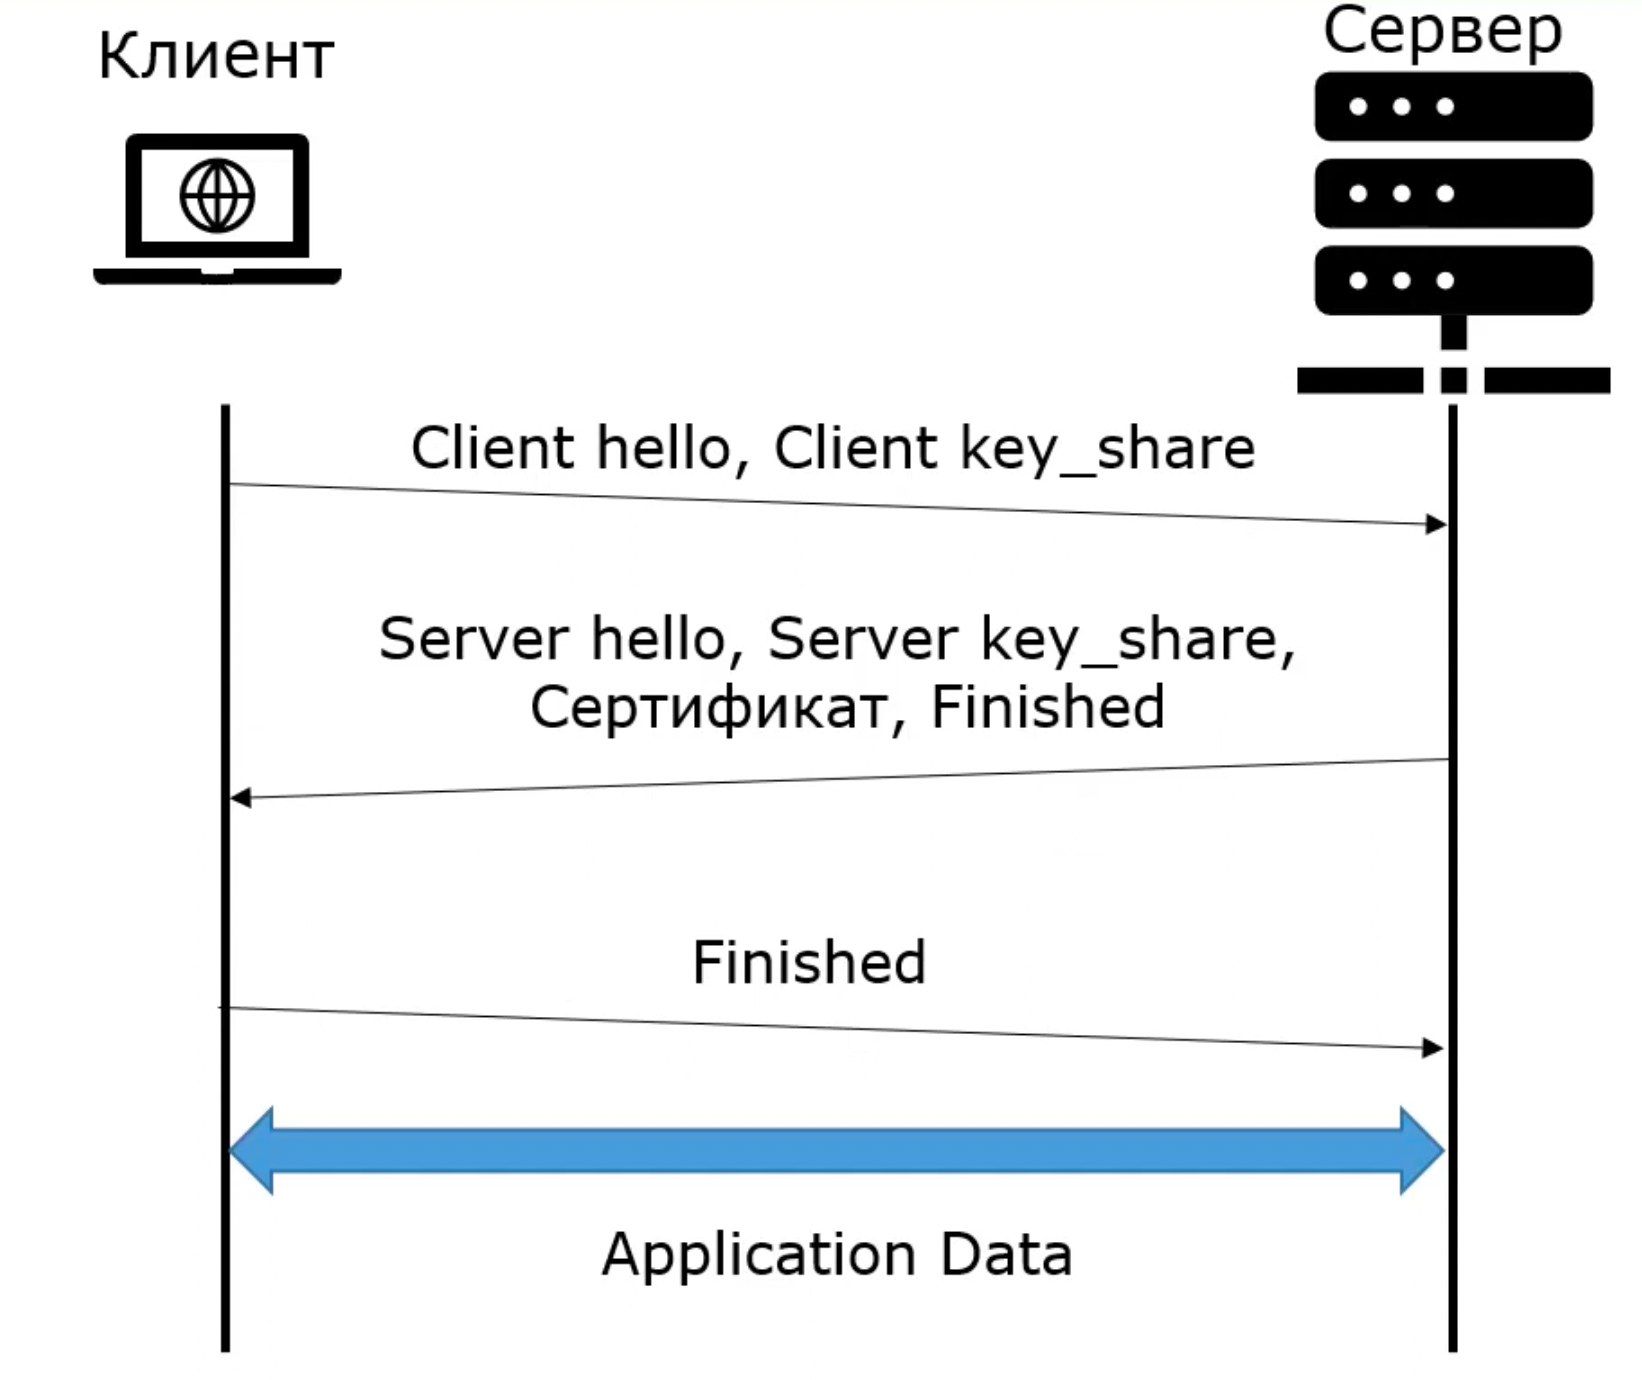 Клиент
Сервер
Client hello, Client key_share
Server hello, Server key_share,
Сертификат, Finished
Finished
Application Data